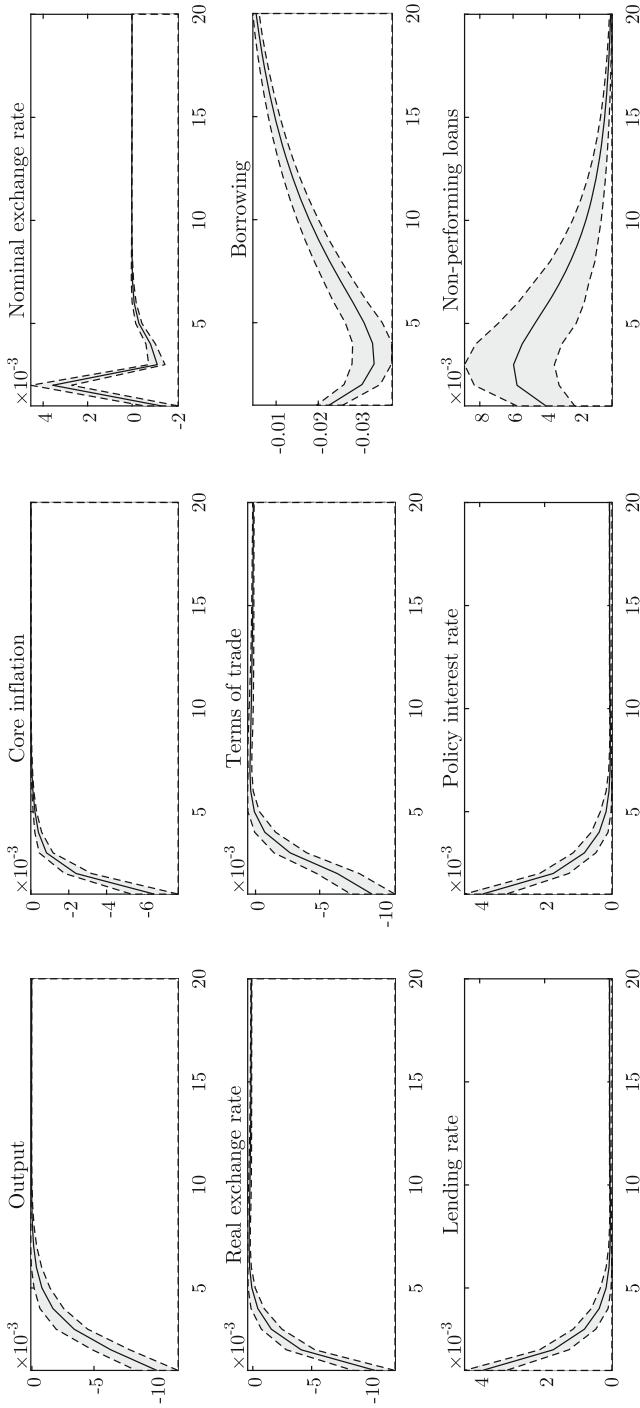 ×10⁻³ Output
0
-5
-10
5 10 15 20
×10⁻³ Core inflation
0
-2
-4
-6
5 10 15 20
×10⁻³ Nominal exchange rate
4
2
0
-2
5 10 15 20
×10⁻³ Real exchange rate
0
-5
-10
5 10 15 20
×10⁻³ Terms of trade
0
-5
-10
5 10 15 20
Borrowing
-0.01
-0.02
-0.03
5 10 15 20
×10⁻³ Lending rate
4
2
0
5 10 15 20
×10⁻³ Policy interest rate
4
2
0
5 10 15 20
×10⁻³ Non-performing loans
8
6
4
2
5 10 15 20